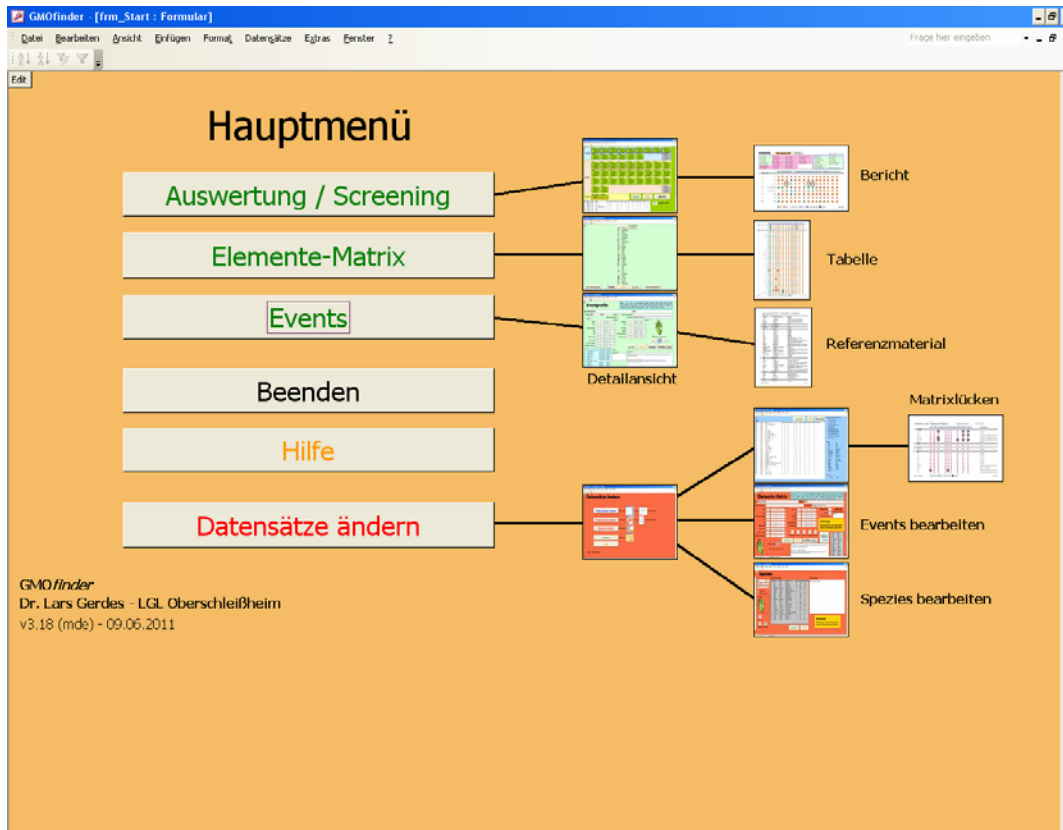 GMOfinder - [frm_Start : Formular]
Datei Bearbeiten Ansicht Einfügen Format Datensätze Extras Fenster ?
Frage hier eingeben
Edit
Hauptmenü
Auswertung / Screening
Bericht
Elemente-Matrix
Tabelle
Events
Referenzmaterial
Detailansicht
Beenden
Matrixlücken
Hilfe
Datensätze ändern
Events bearbeiten
Spezies bearbeiten
GMOfinder
Dr. Lars Gerdes - LGL Oberschleißheim
v3.18 (mde) - 09.06.2011